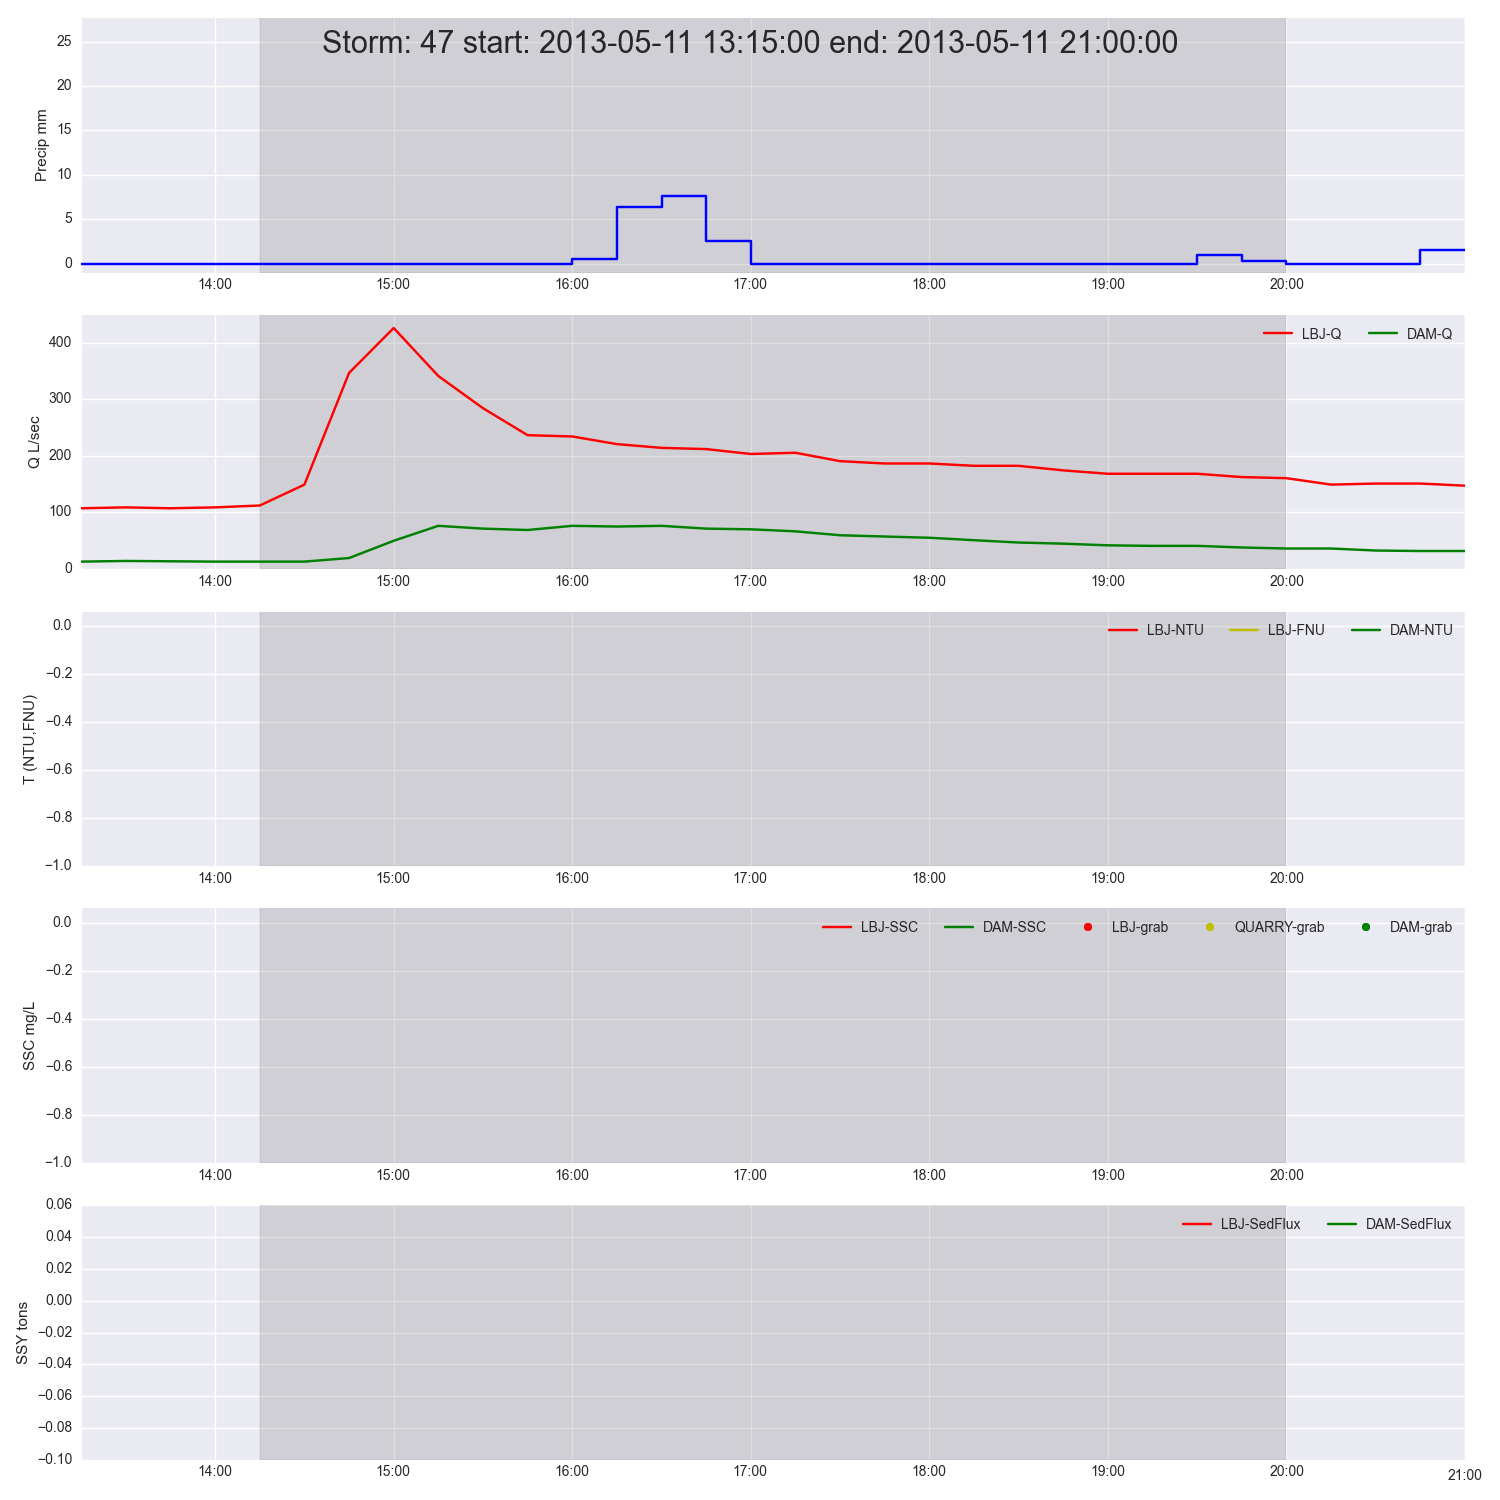 Storm: 47 start: 2013-05-11 13:15:00 end: 2013-05-11 21:00:00
Precip mm
25
20
15
10
5
0
14:00 15:00 16:00 17:00 18:00 19:00 20:00
LBJ-Q DAM-Q
Q L/sec
400
300
200
100
0
14:00 15:00 16:00 17:00 18:00 19:00 20:00
LBJ-NTU LBJ-FNU DAM-NTU
T (NTU,FNU)
0.0
−0.2
−0.4
−0.6
−0.8
−1.0
14:00 15:00 16:00 17:00 18:00 19:00 20:00
LBJ-SSC DAM-SSC LBJ-grab QUARRY-grab DAM-grab
SSC mg/L
0.0
−0.2
−0.4
−0.6
−0.8
−1.0
14:00 15:00 16:00 17:00 18:00 19:00 20:00
LBJ-SedFlux DAM-SedFlux
SSY tons
0.06
0.04
0.02
0.00
−0.02
−0.04
−0.06
−0.08
−0.10
14:00 15:00 16:00 17:00 18:00 19:00 20:00 21:00